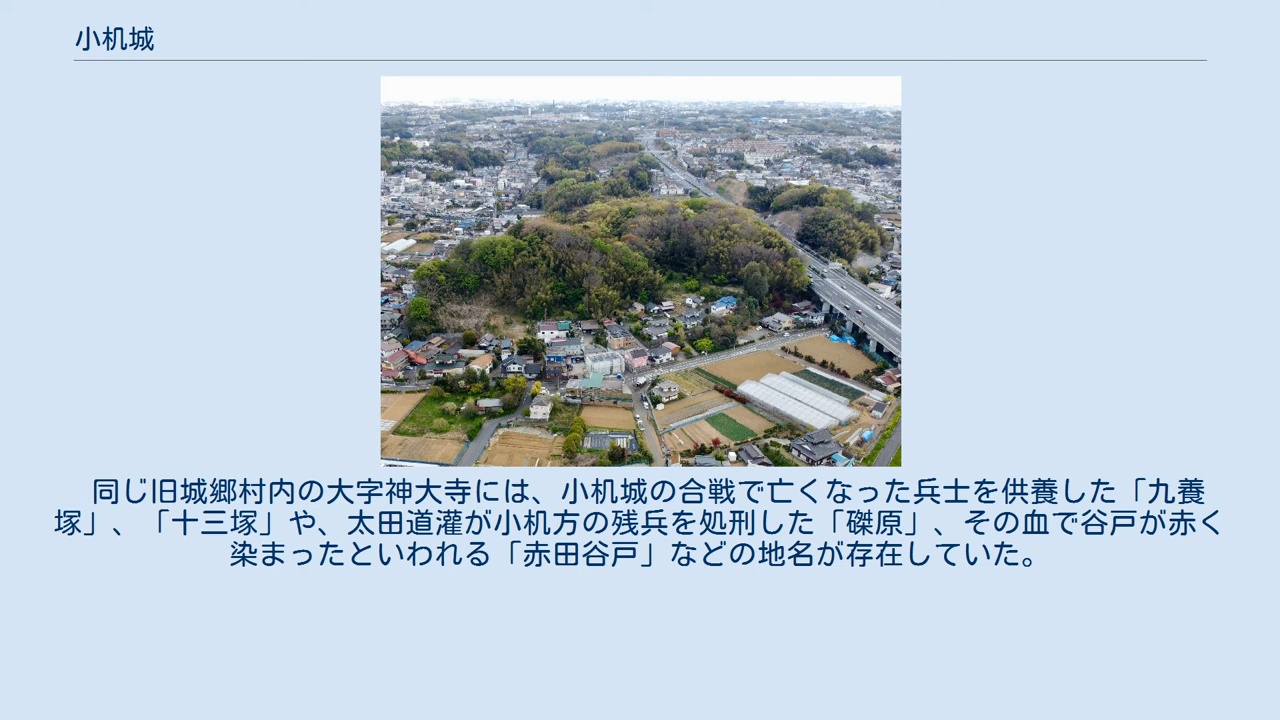 小机城
同じ旧城郷村内の大字神大寺には、小机城の合戦で亡くなった兵士を供養した「九養
塚」、「十三塚」や、太田道灌が小机方の残兵を処刑した「磔原」、その血で谷戸が赤く
染まったといわれる「赤田谷戸」などの地名が存在していた。